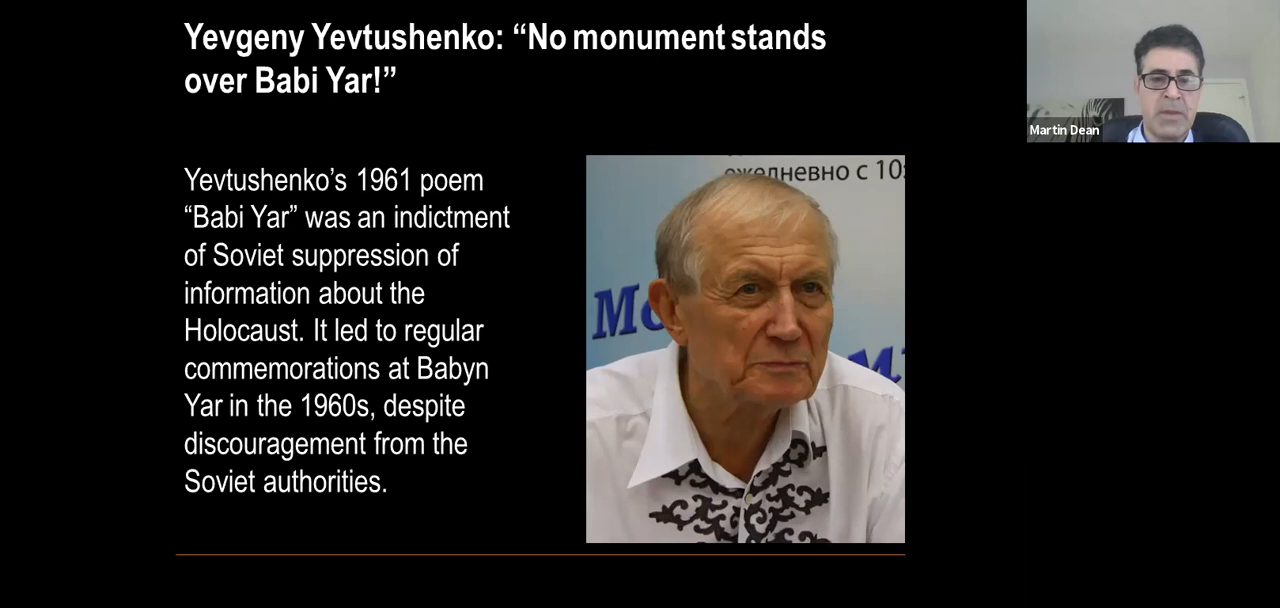 Yevgeny Yevtushenko: “No monument stands
over Babi Yar!”
Martin Dean
Yevtushenko’s 1961 poem
“Babi Yar” was an indictment
of Soviet suppression of
information about the
Holocaust. It led to regular
commemorations at Babyn
Yar in the 1960s, despite
discouragement from the
Soviet authorities.
ежедневно с 10
Мо